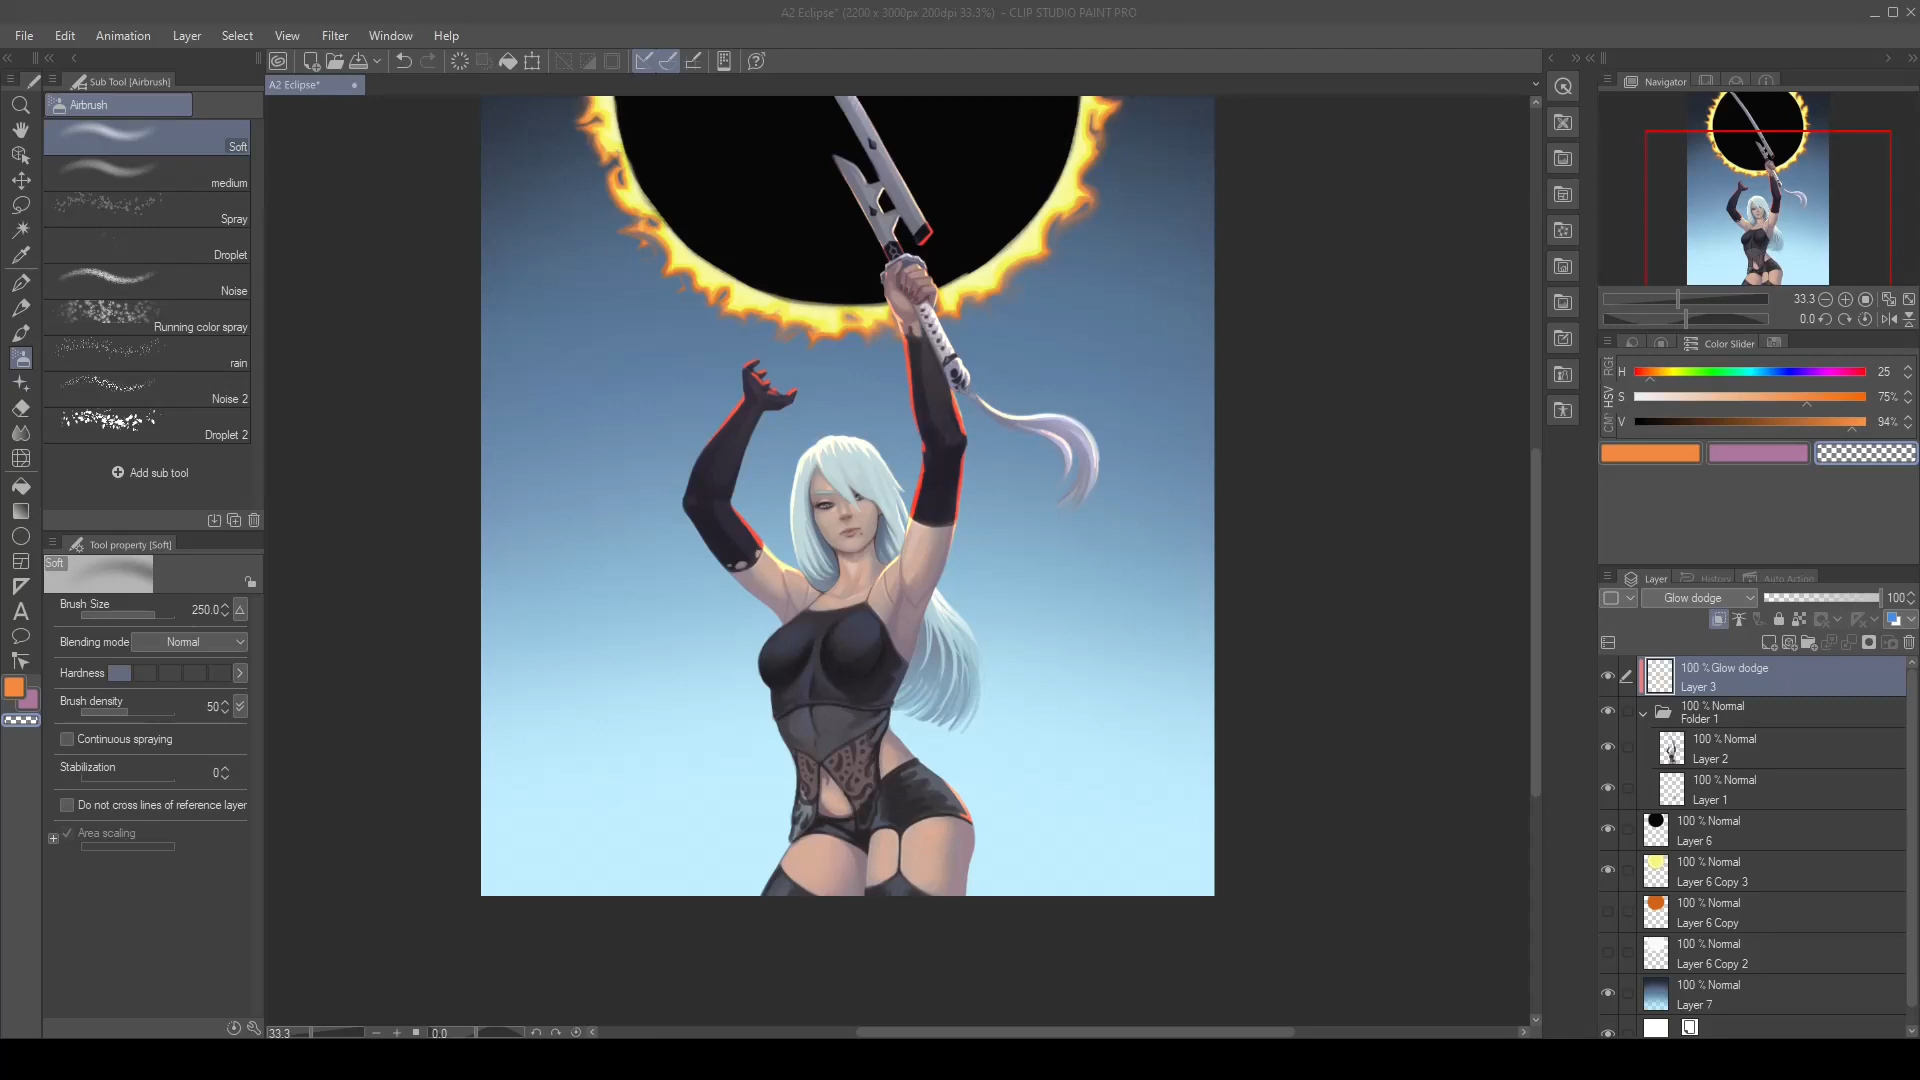 A2 Eclipse* (2200 x 3000px 200dpi 33.3%) - CLIP STUDIO PAINT PRO
File Edit Animation Layer Select View Filter Window Help
Sub Tool [Airbrush]
Airbrush
Soft
medium
Spray
Droplet
Noise
Running color spray
rain
Noise 2
Droplet 2
Add sub tool
Tool property [Soft]
Soft
Brush Size 250.0
Blending mode Normal
Hardness
Brush density 50
Continuous spraying
Stabilization 0
Do not cross lines of reference layer
Area scaling
A2 Eclipse*
33.3 0.0
Navigator
33.3
0.0
Color Slider
RGB
HSV
CM
H 25
S 75%
V 94%
Layer History Auto Action
Glow dodge 100
100 % Glow dodge
Layer 3
100 % Normal
Folder 1
100 % Normal
Layer 2
100 % Normal
Layer 1
100 % Normal
Layer 6
100 % Normal
Layer 6 Copy 3
100 % Normal
Layer 6 Copy
100 % Normal
Layer 6 Copy 2
100 % Normal
Layer 7